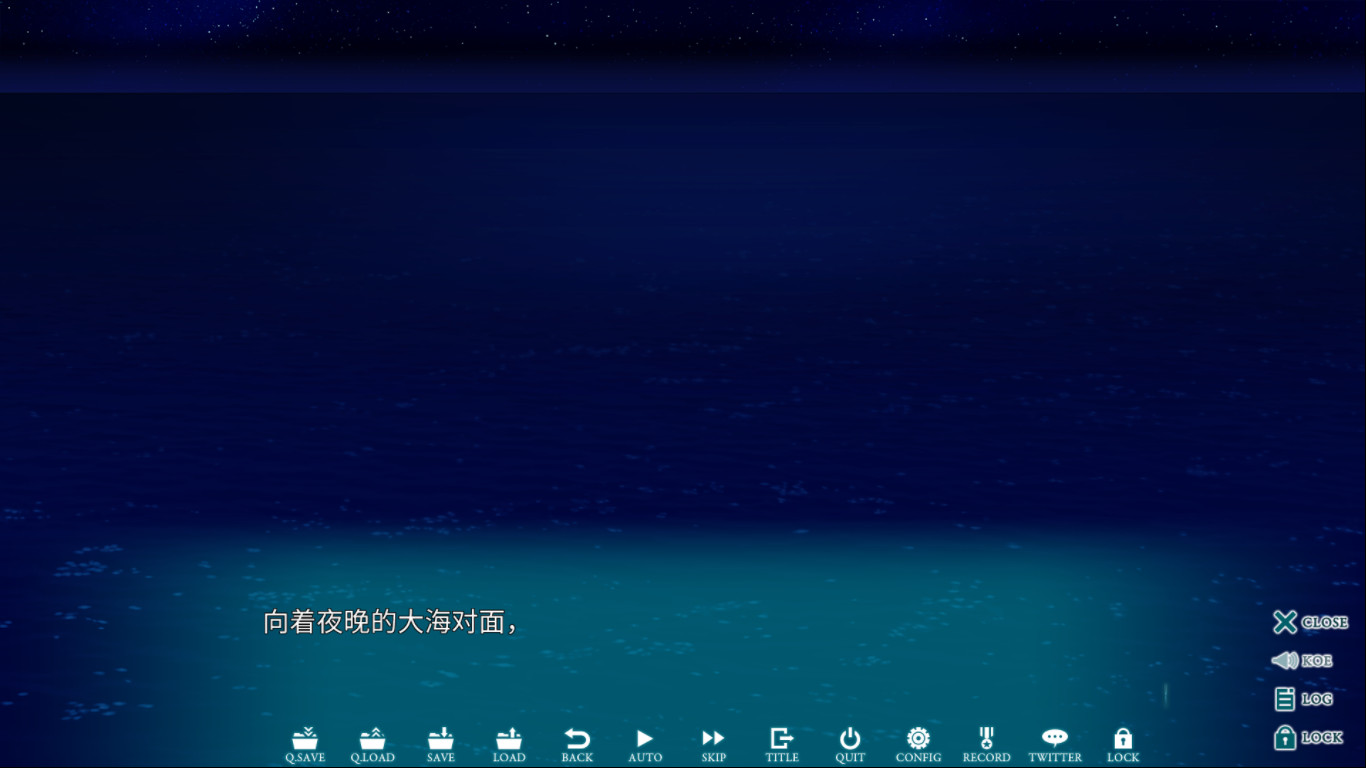 向着夜晚的大海对面，
CLOSE
KOE
LOG
LOCK
Q.SAVE
Q.LOAD
SAVE
LOAD
BACK
AUTO
SKIP
TITLE
QUIT
CONFIG
RECORD
TWITTER
LOCK